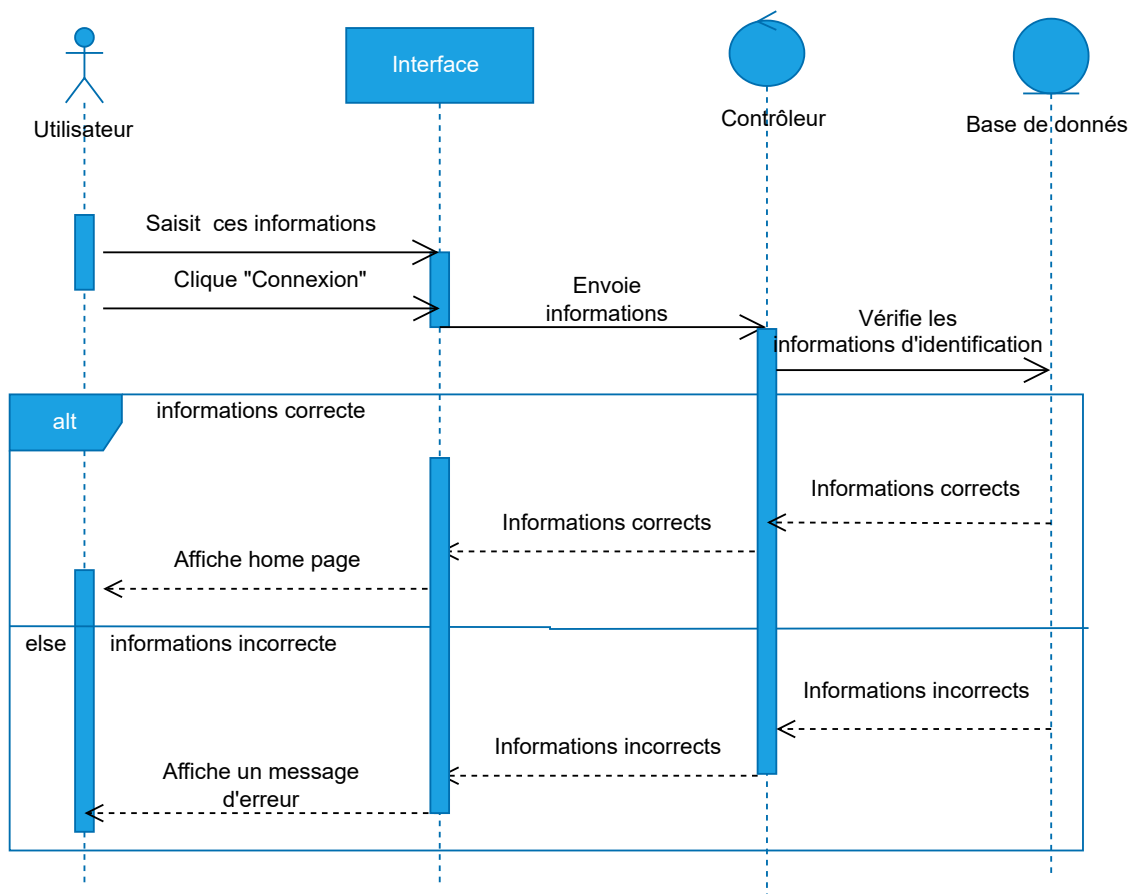 Interface
Utilisateur
Contrôleur
Base de donnés
Saisit  ces informations
Clique "Connexion"
Envoie
informations
Vérifie les
informations d'identification
alt
informations correcte
Informations corrects
Informations corrects
Affiche home page
else
informations incorrecte
Informations incorrects
Informations incorrects
Affiche un message
d'erreur